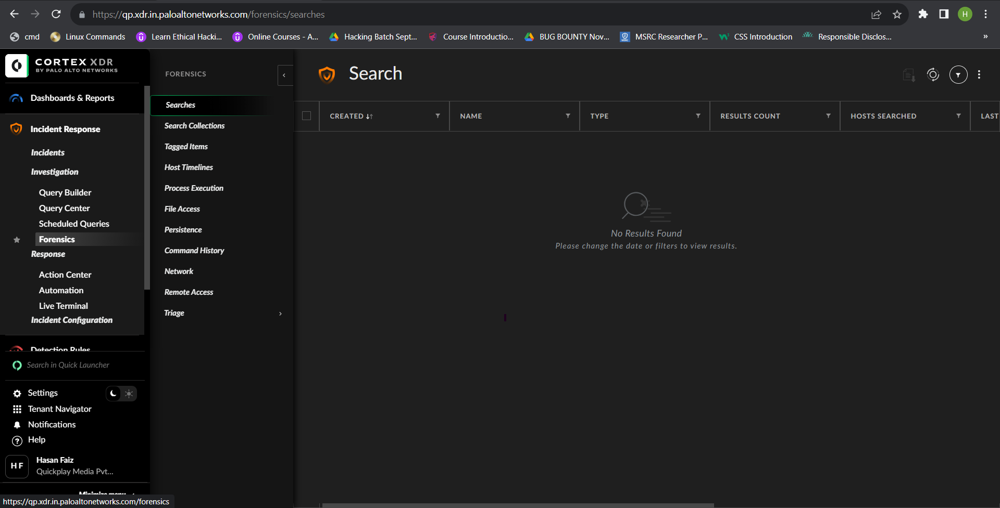 https://qp.xdr.in.paloaltonetworks.com/forensics/searches
H
cmd
Linux Commands
Learn Ethical Hacki...
Online Courses - A...
Hacking Batch Sept...
Course Introductio...
BUG BOUNTY Nov...
MSRC Researcher P...
CSS Introduction
Responsible Disclos...
»
CORTEX XDR
BY PALO ALTO NETWORKS
Dashboards & Reports
Incident Response
Incidents
Investigation
Query Builder
Query Center
Scheduled Queries
Forensics
Response
Action Center
Automation
Live Terminal
Incident Configuration
Detection Rules
Search in Quick Launcher
Settings
Tenant Navigator
Notifications
Help
H F
Hasan Faiz
Quickplay Media Pvt...
Minimize menu
https://qp.xdr.in.paloaltonetworks.com/forensics
FORENSICS
Searches
Search Collections
Tagged Items
Host Timelines
Process Execution
File Access
Persistence
Command History
Network
Remote Access
Triage
Search
CREATED
NAME
TYPE
RESULTS COUNT
HOSTS SEARCHED
LAST
No Results Found
Please change the date or filters to view results.